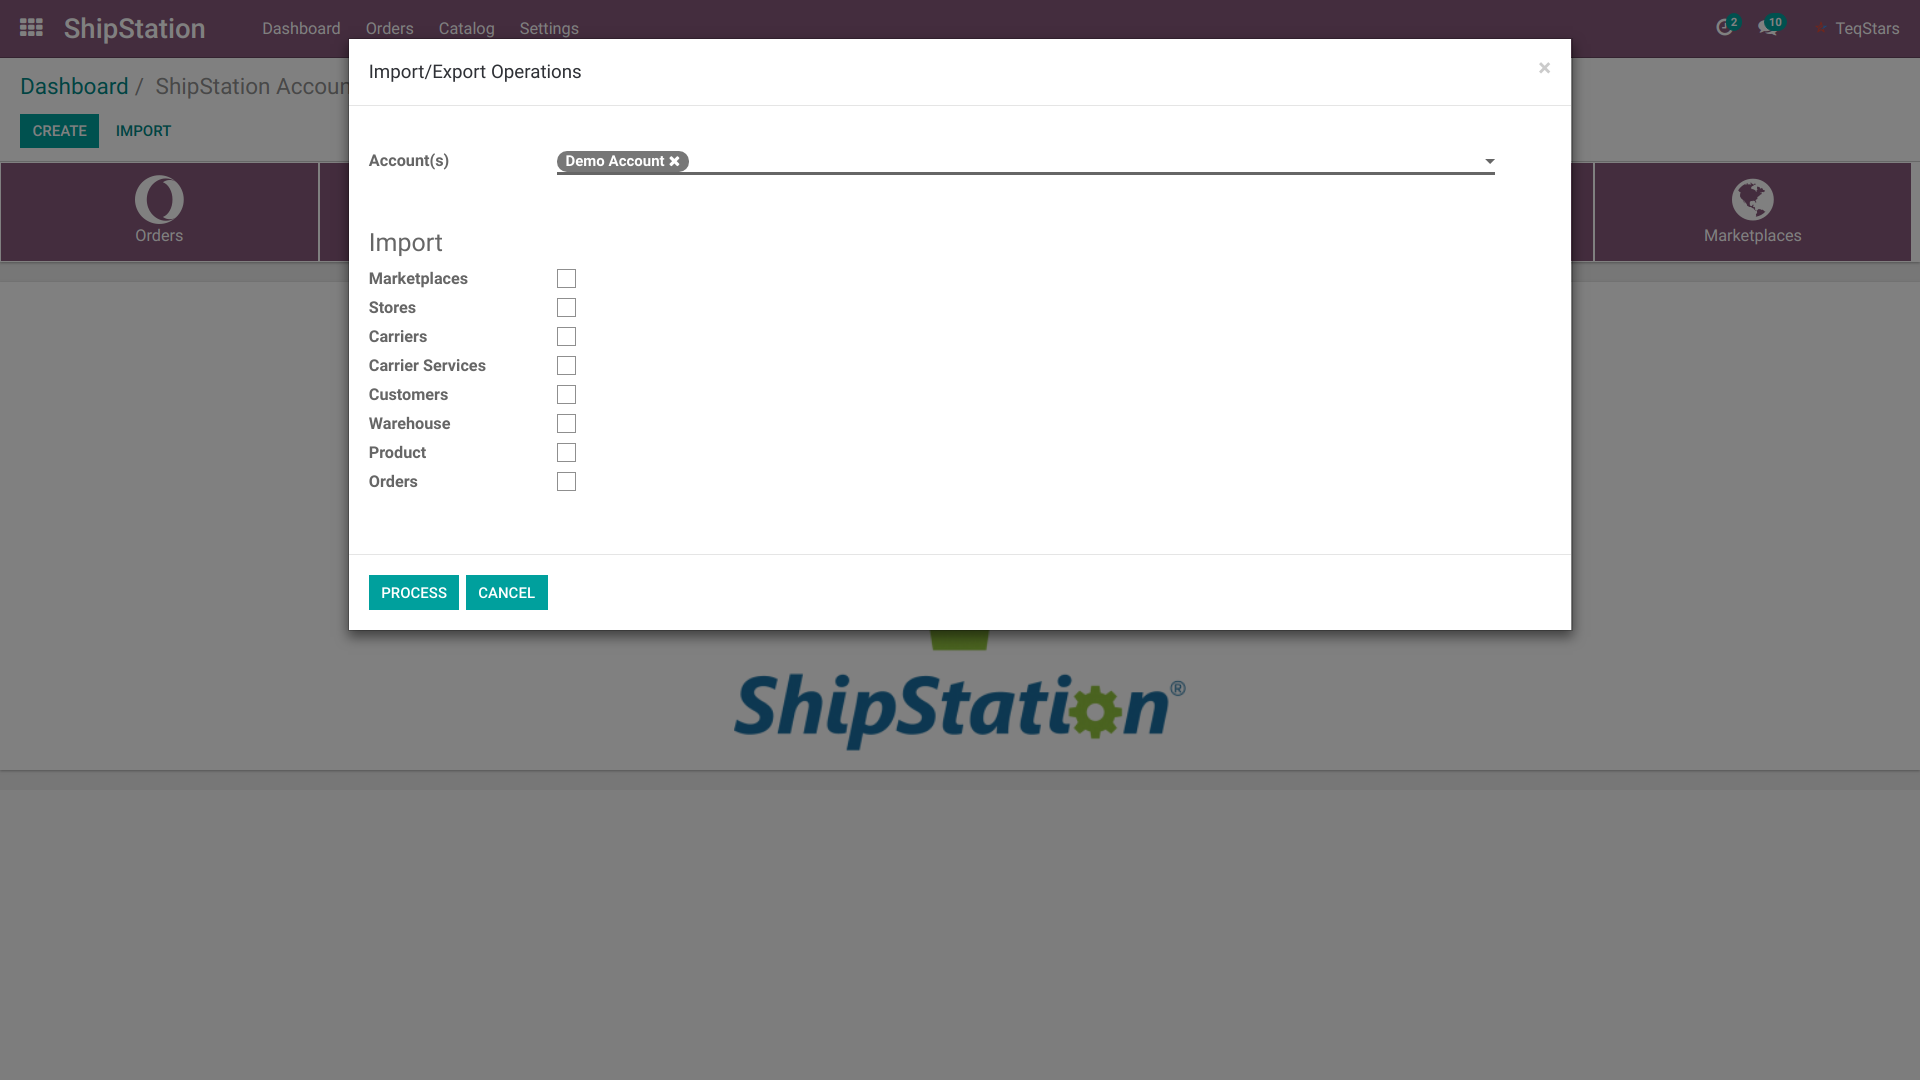 ShipStation Dashboard Orders Catalog Settings 2 10 TeqStars
Import/Export Operations ×
Dashboard / ShipStation Accoun
CREATE IMPORT
Account(s) Demo Account
Orders
Marketplaces
Import
Marketplaces
Stores
Carriers
Carrier Services
Customers
Warehouse
Product
Orders
PROCESS CANCEL
ShipStation®